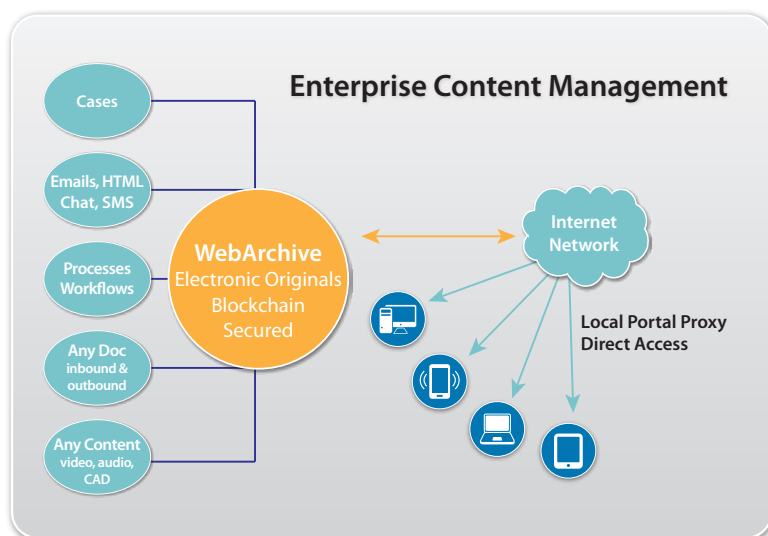 Enterprise Content Management
Cases
Emails, HTML
Chat, SMS
Processes
Workflows
Any Doc
inbound &
outbound
Any Content
video, audio,
CAD
WebArchive
Electronic Originals
Blockchain
Secured
Internet
Network
Local Portal Proxy
Direct Access